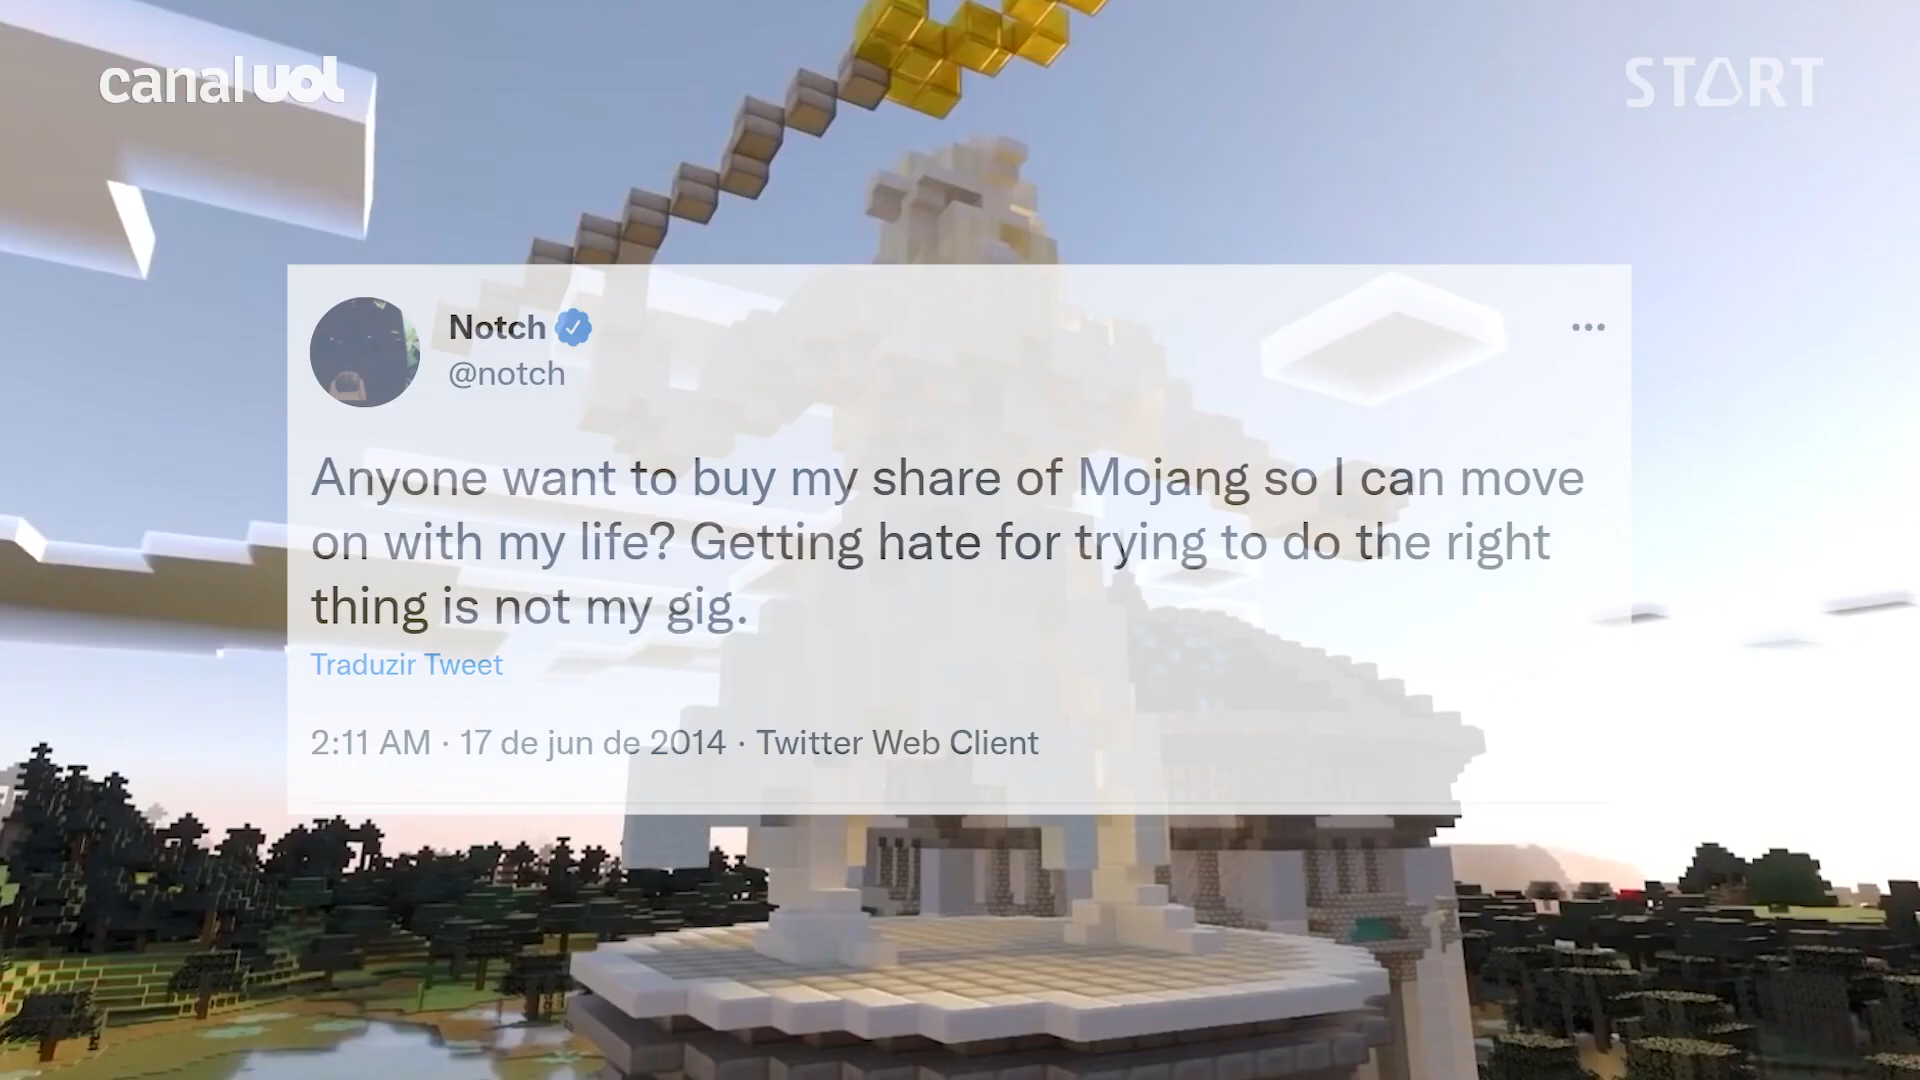 canal uol
START
Notch
@notch
Anyone want to buy my share of Mojang so I can move
on with my life? Getting hate for trying to do the right
thing is not my gig.
Traduzir Tweet
2:11 AM · 17 de jun de 2014 · Twitter Web Client